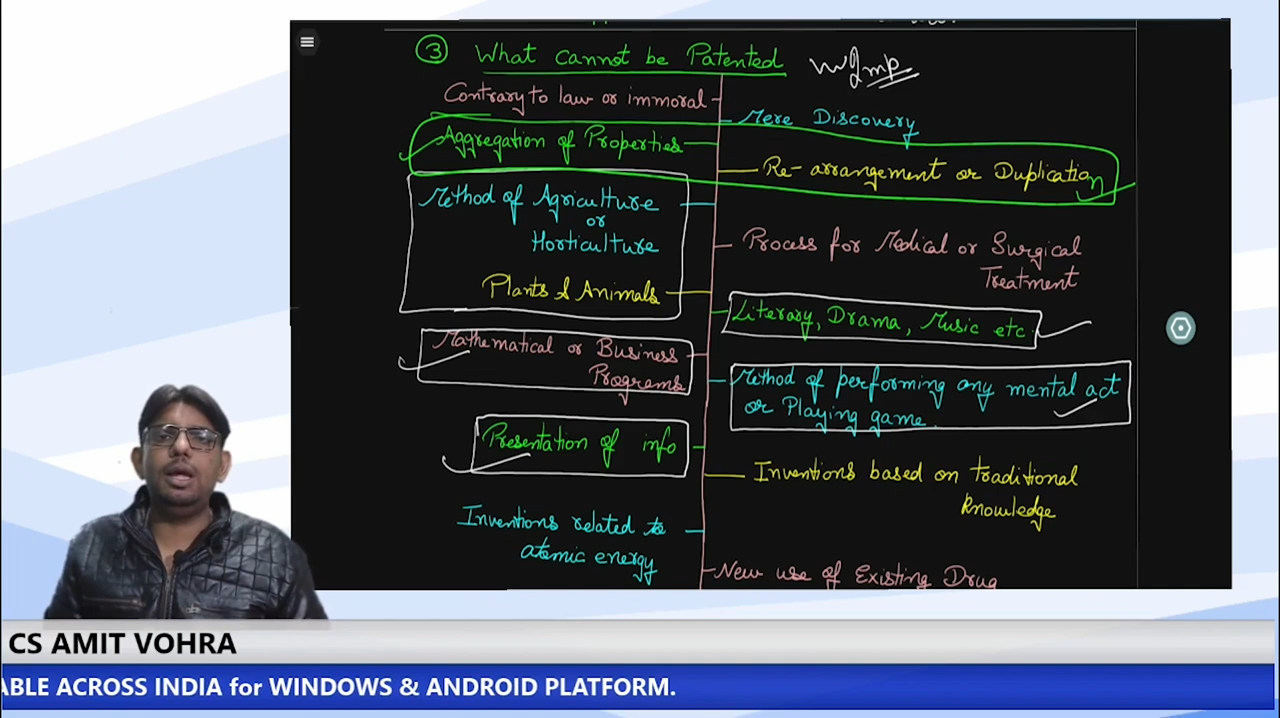 ③ What Cannot be Patented
Contrary to law or immoral
Mere Discovery
Aggregation of Properties
Re-arrangement or Duplication
Method of Agriculture
or
Horticulture
Process for Medical or Surgical
Treatment
Plants & Animals
Literary, Drama, Music etc
Mathematical or Business
Programs
Method of performing any mental act
or Playing game.
Presentation of info
Inventions based on traditional
knowledge
Inventions related to
atomic energy
New use of Existing Drug
CS AMIT VOHRA
ABLE ACROSS INDIA for WINDOWS & ANDROID PLATFORM.